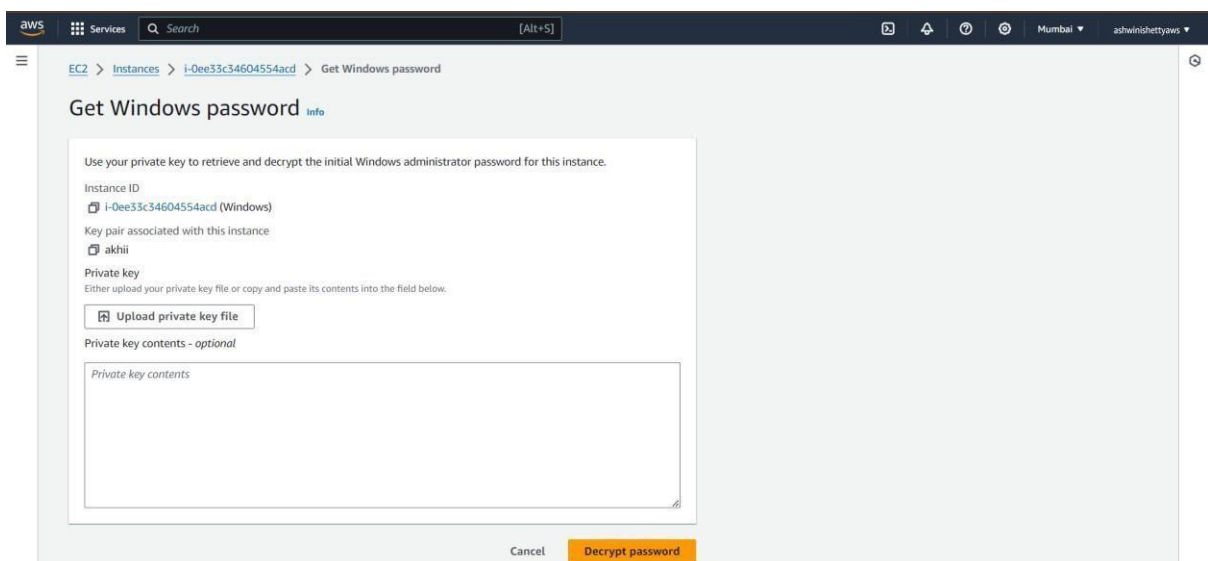 aws
Services
Search
[Alt+S]
Mumbai
ashwinishettyaws
EC2 > Instances > i-0ee33c34604554acd > Get Windows password
Get Windows password Info
Use your private key to retrieve and decrypt the initial Windows administrator password for this instance.
Instance ID
i-0ee33c34604554acd (Windows)
Key pair associated with this instance
akhii
Private key
Either upload your private key file or copy and paste its contents into the field below.
Upload private key file
Private key contents - optional
Private key contents
Cancel
Decrypt password